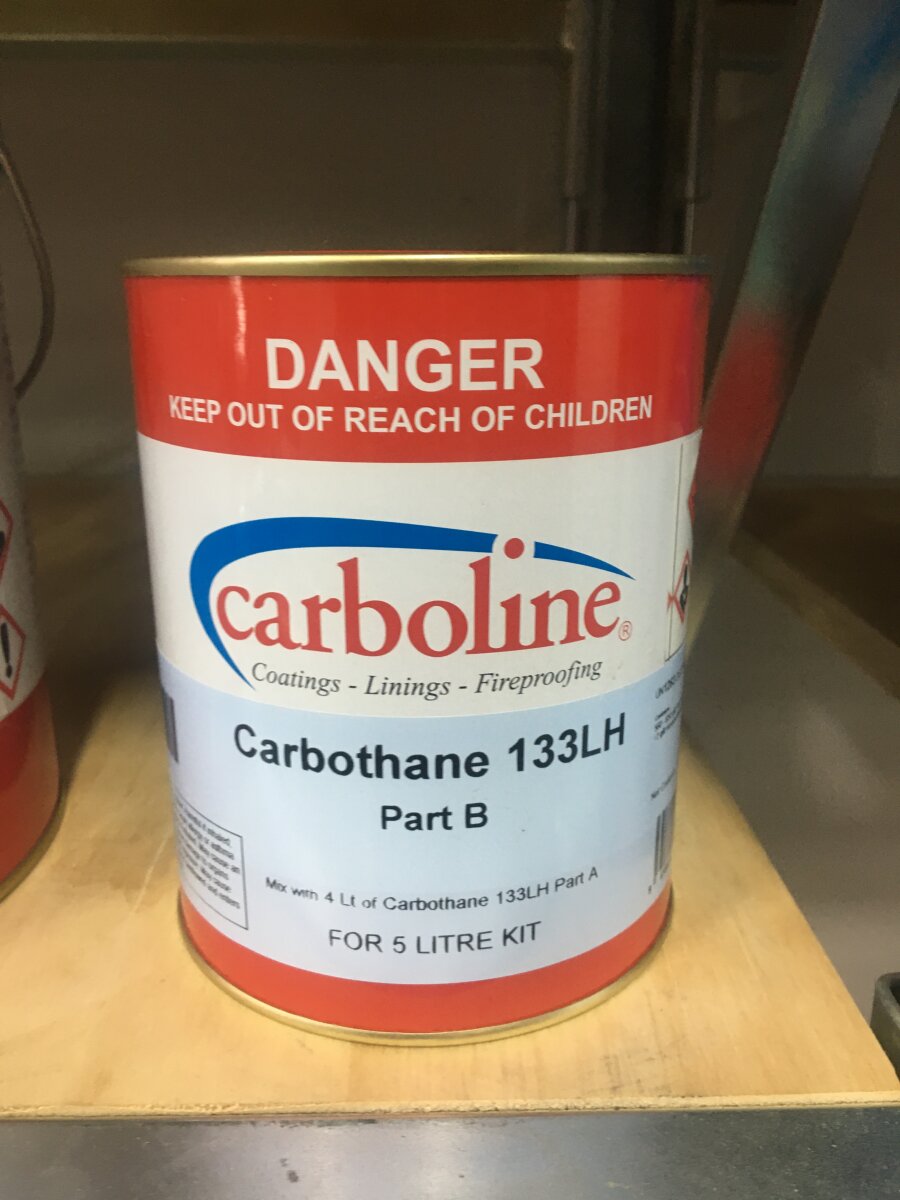 DANGER
KEEP OUT OF REACH OF CHILDREN
carboline®
Coatings - Linings - Fireproofing
Carbothane 133LH
Part B
Mix with 4 Lt of Carbothane 133LH Part A
FOR 5 LITRE KIT